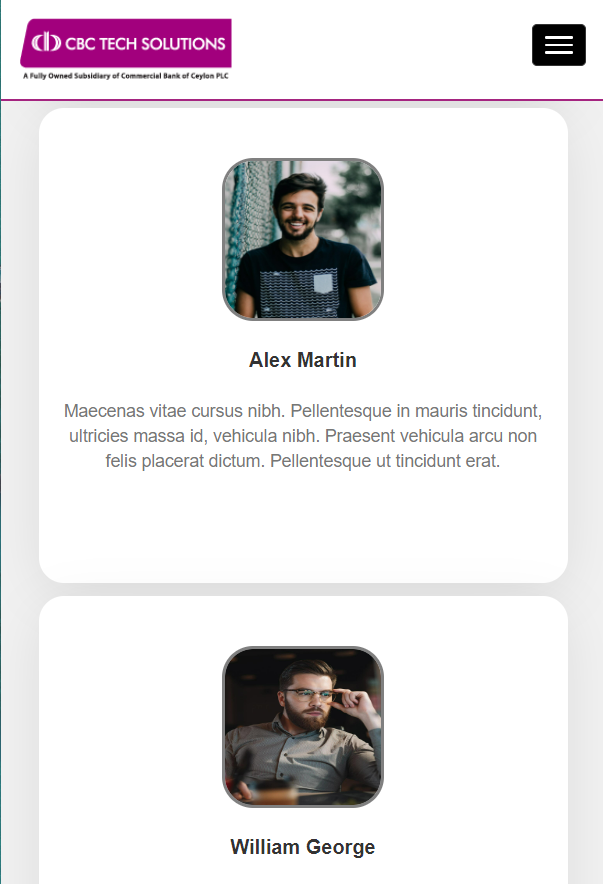 CBC TECH SOLUTIONS
A Fully Owned Subsidiary of Commercial Bank of Ceylon PLC
Alex Martin
Maecenas vitae cursus nibh. Pellentesque in mauris tincidunt,
ultricies massa id, vehicula nibh. Praesent vehicula arcu non
felis placerat dictum. Pellentesque ut tincidunt erat.
William George